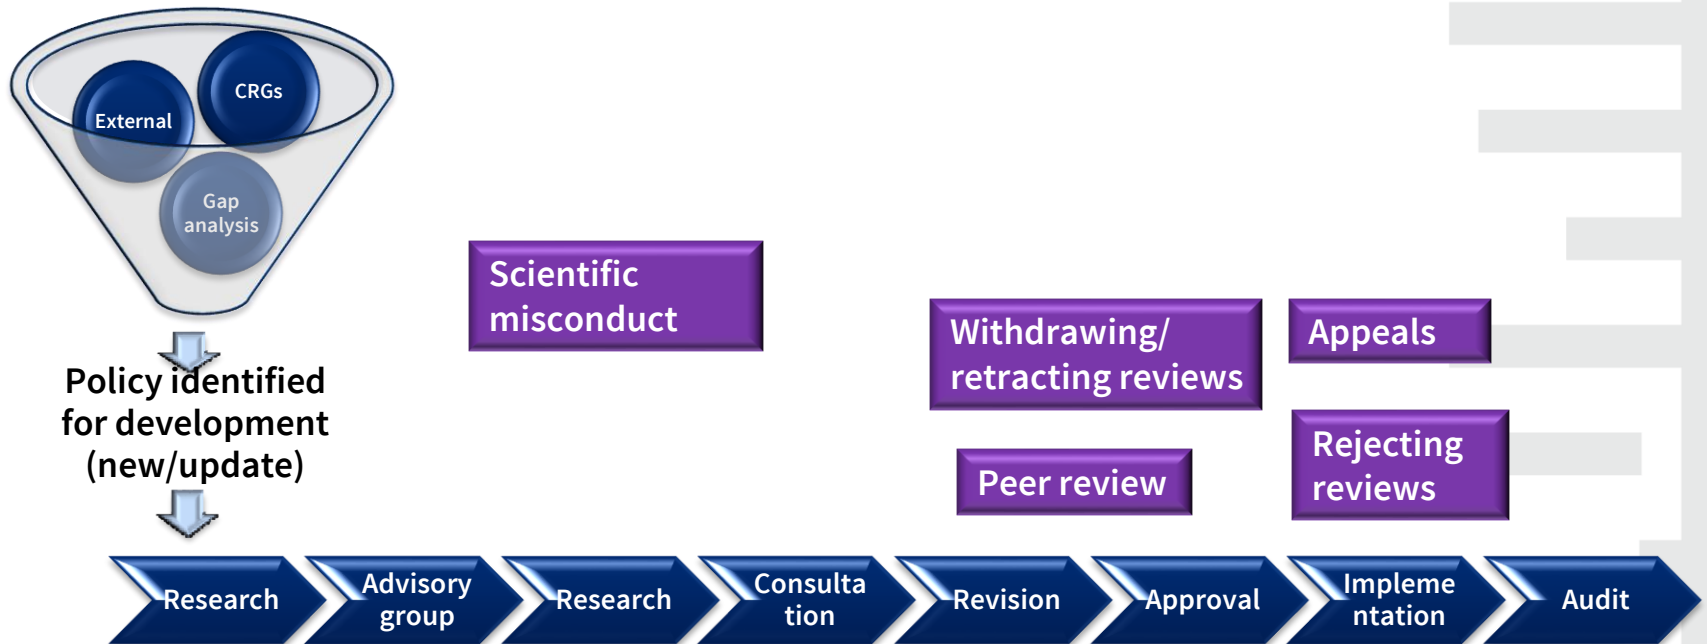 CRGs
External
Gap
analysis
Policy identified
for development
(new/update)
Scientific
misconduct
Withdrawing/
retracting reviews
Appeals
Peer review
Rejecting
reviews
Research
Advisory
group
Research
Consulta
tion
Revision
Approval
Impleme
ntation
Audit